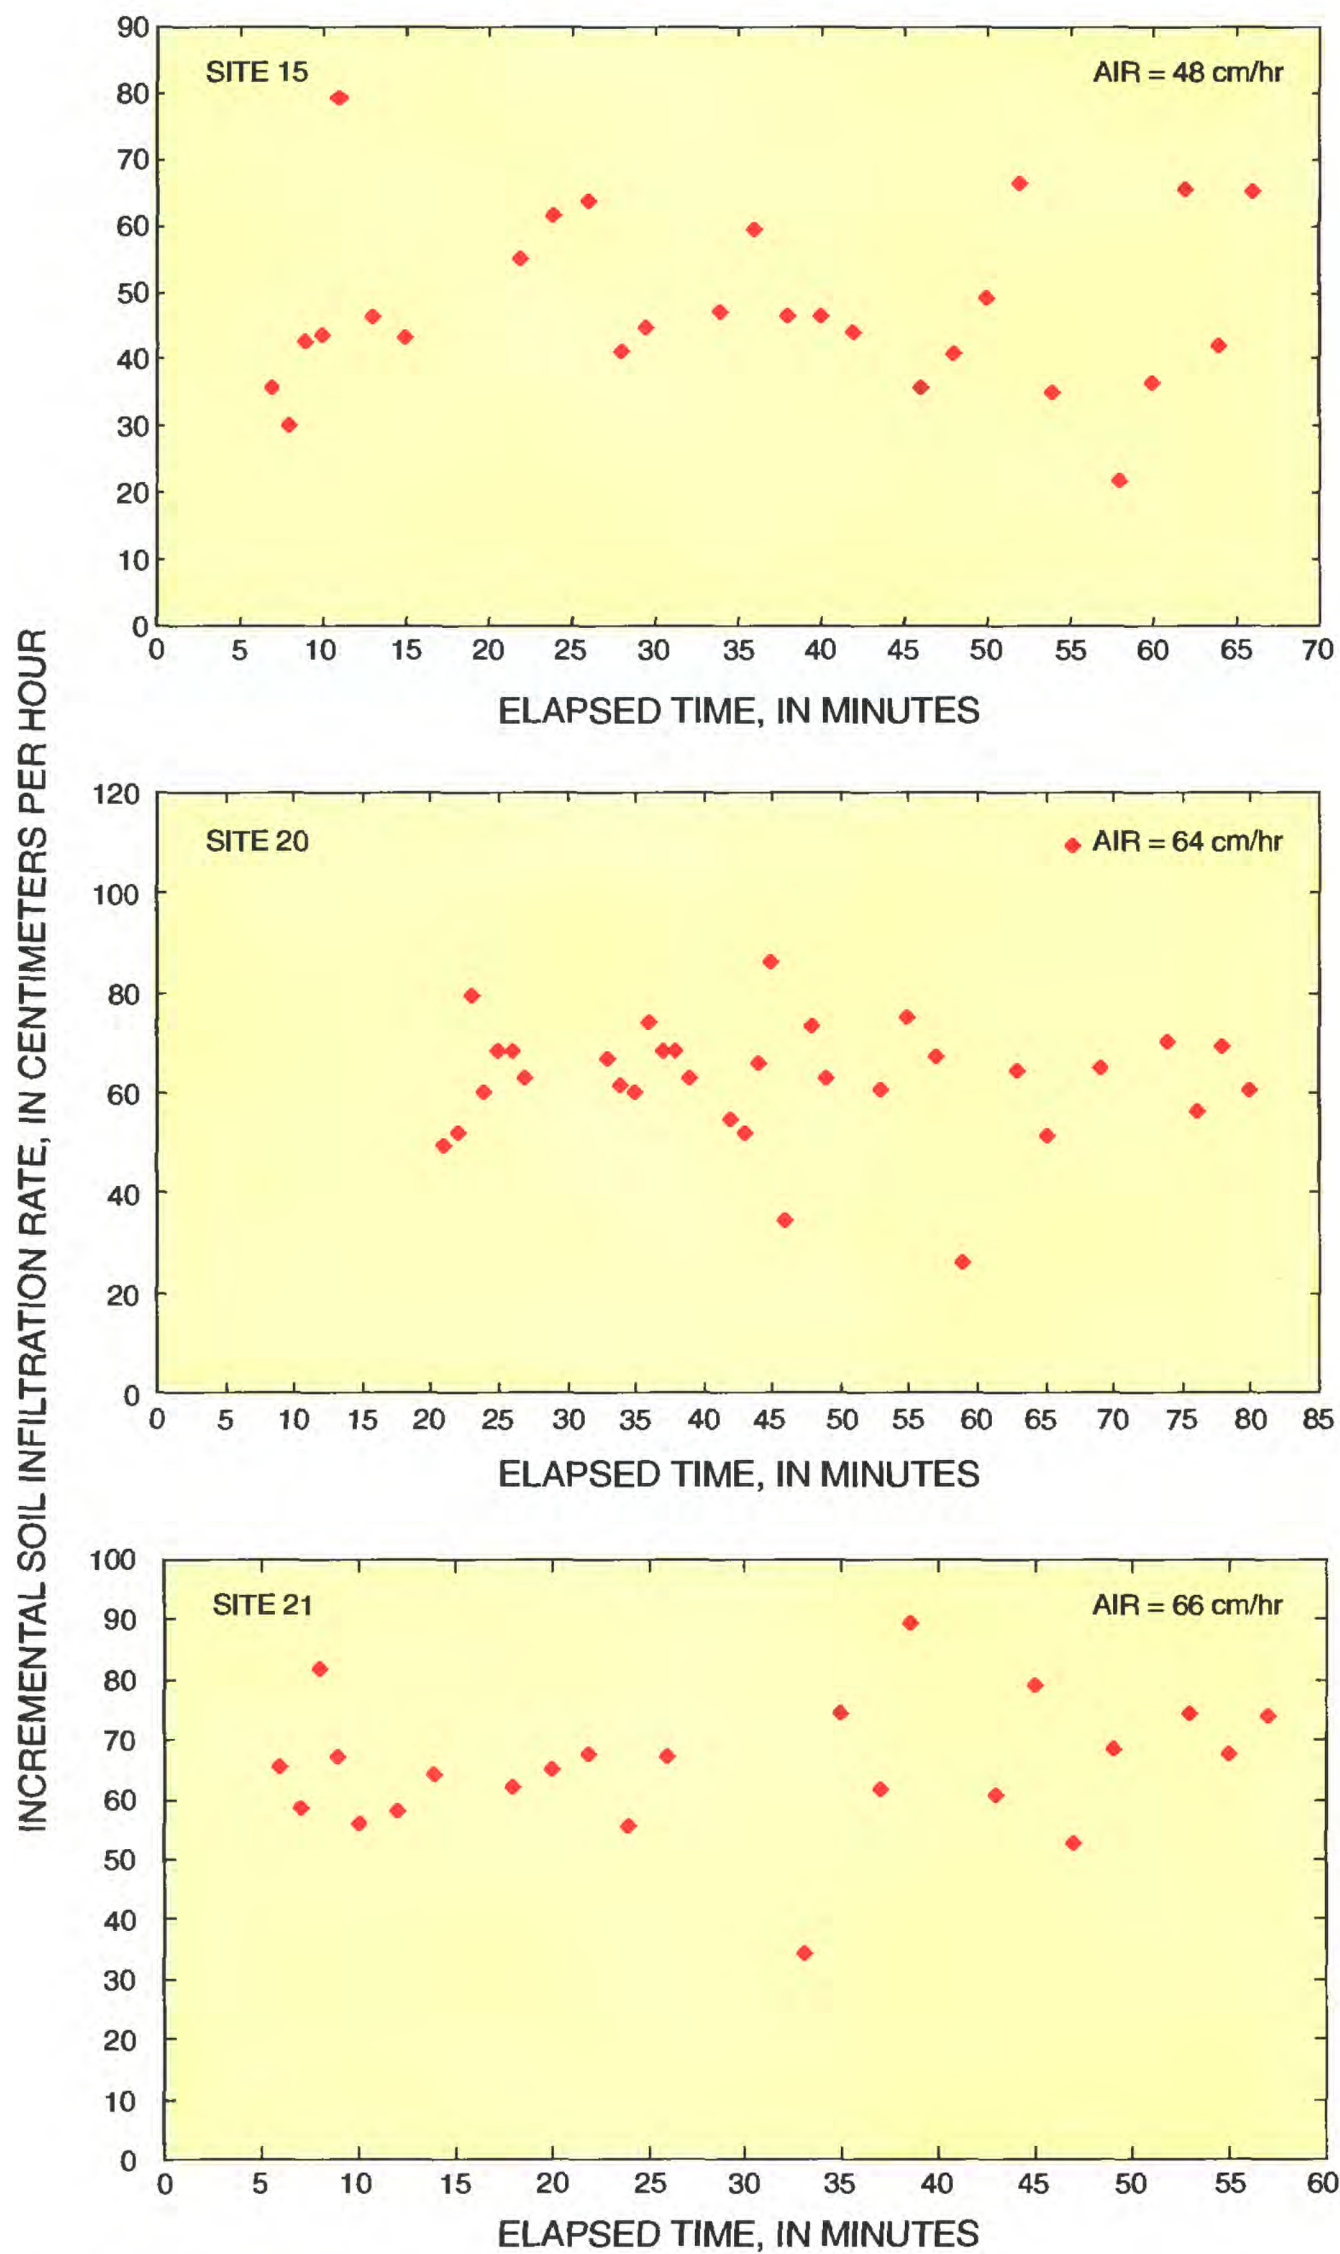 INCREMENTAL SOIL INFILTRATION RATE, IN CENTIMETERS PER HOUR
SITE 15
AIR = 48 cm/hr
90
80
70
60
50
40
30
20
10
0
0 5 10 15 20 25 30 35 40 45 50 55 60 65 70
ELAPSED TIME, IN MINUTES
SITE 20
AIR = 64 cm/hr
120
100
80
60
40
20
0
0 5 10 15 20 25 30 35 40 45 50 55 60 65 70 75 80 85
ELAPSED TIME, IN MINUTES
SITE 21
AIR = 66 cm/hr
100
90
80
70
60
50
40
30
20
10
0
0 5 10 15 20 25 30 35 40 45 50 55 60
ELAPSED TIME, IN MINUTES